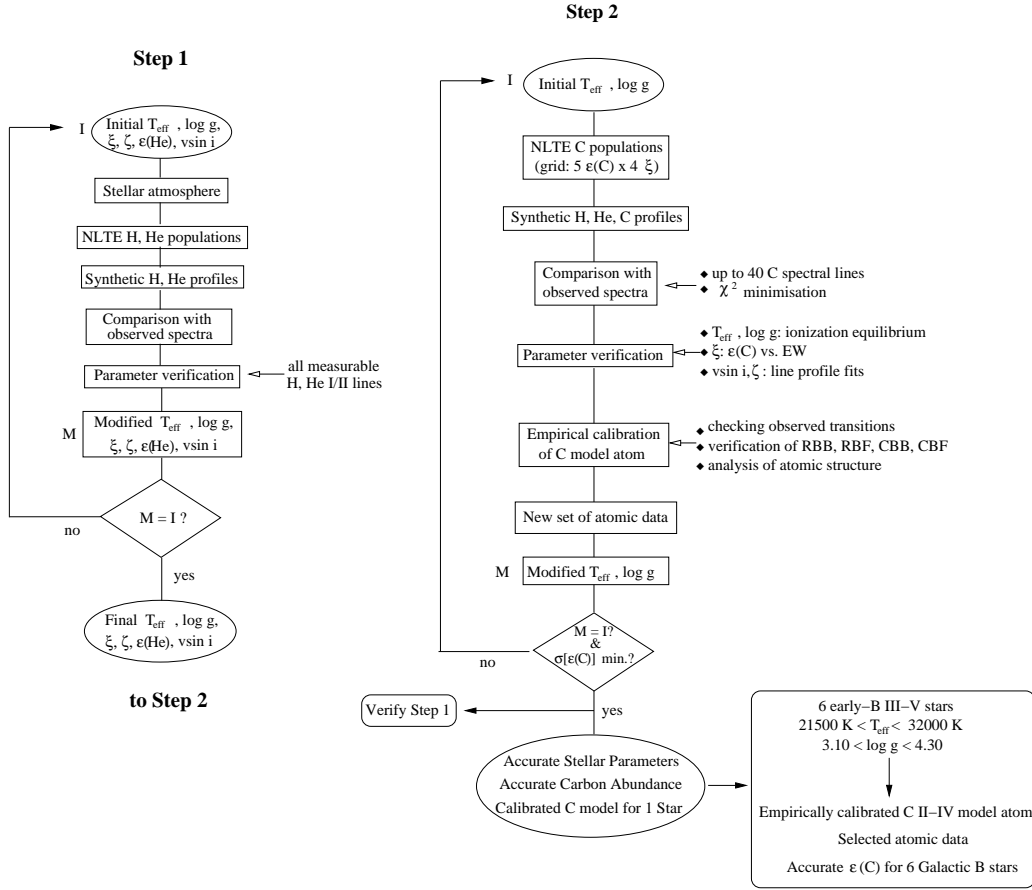 Step 1
I
Initial T_eff , log g,
ξ, ζ, ε(He), vsin i
Stellar atmosphere
NLTE H, He populations
Synthetic H, He profiles
Comparison with
observed spectra
Parameter verification
all measurable
H, He I/II lines
M
Modified T_eff , log g,
ξ, ζ, ε(He), vsin i
M = I ?
no
yes
Final T_eff , log g,
ξ, ζ, ε(He), vsin i
to Step 2
Step 2
I
Initial T_eff , log g
NLTE C populations
(grid: 5 ε(C) x 4 ξ)
Synthetic H, He, C profiles
Comparison with
observed spectra
◆ up to 40 C spectral lines
◆ χ² minimisation
Parameter verification
◆ T_eff , log g: ionization equilibrium
◆ ξ: ε(C) vs. EW
◆ vsin i, ζ : line profile fits
Empirical calibration
of C model atom
◆ checking observed transitions
◆ verification of RBB, RBF, CBB, CBF
◆ analysis of atomic structure
New set of atomic data
M
Modified T_eff , log g
M = I?
&
σ[ε(C)] min.?
no
yes
Verify Step 1
Accurate Stellar Parameters
Accurate Carbon Abundance
Calibrated C model for 1 Star
6 early−B III−V stars
21500 K < T_eff < 32000 K
3.10 < log g < 4.30
Empirically calibrated C II−IV model atom
Selected atomic data
Accurate ε (C) for 6 Galactic B stars